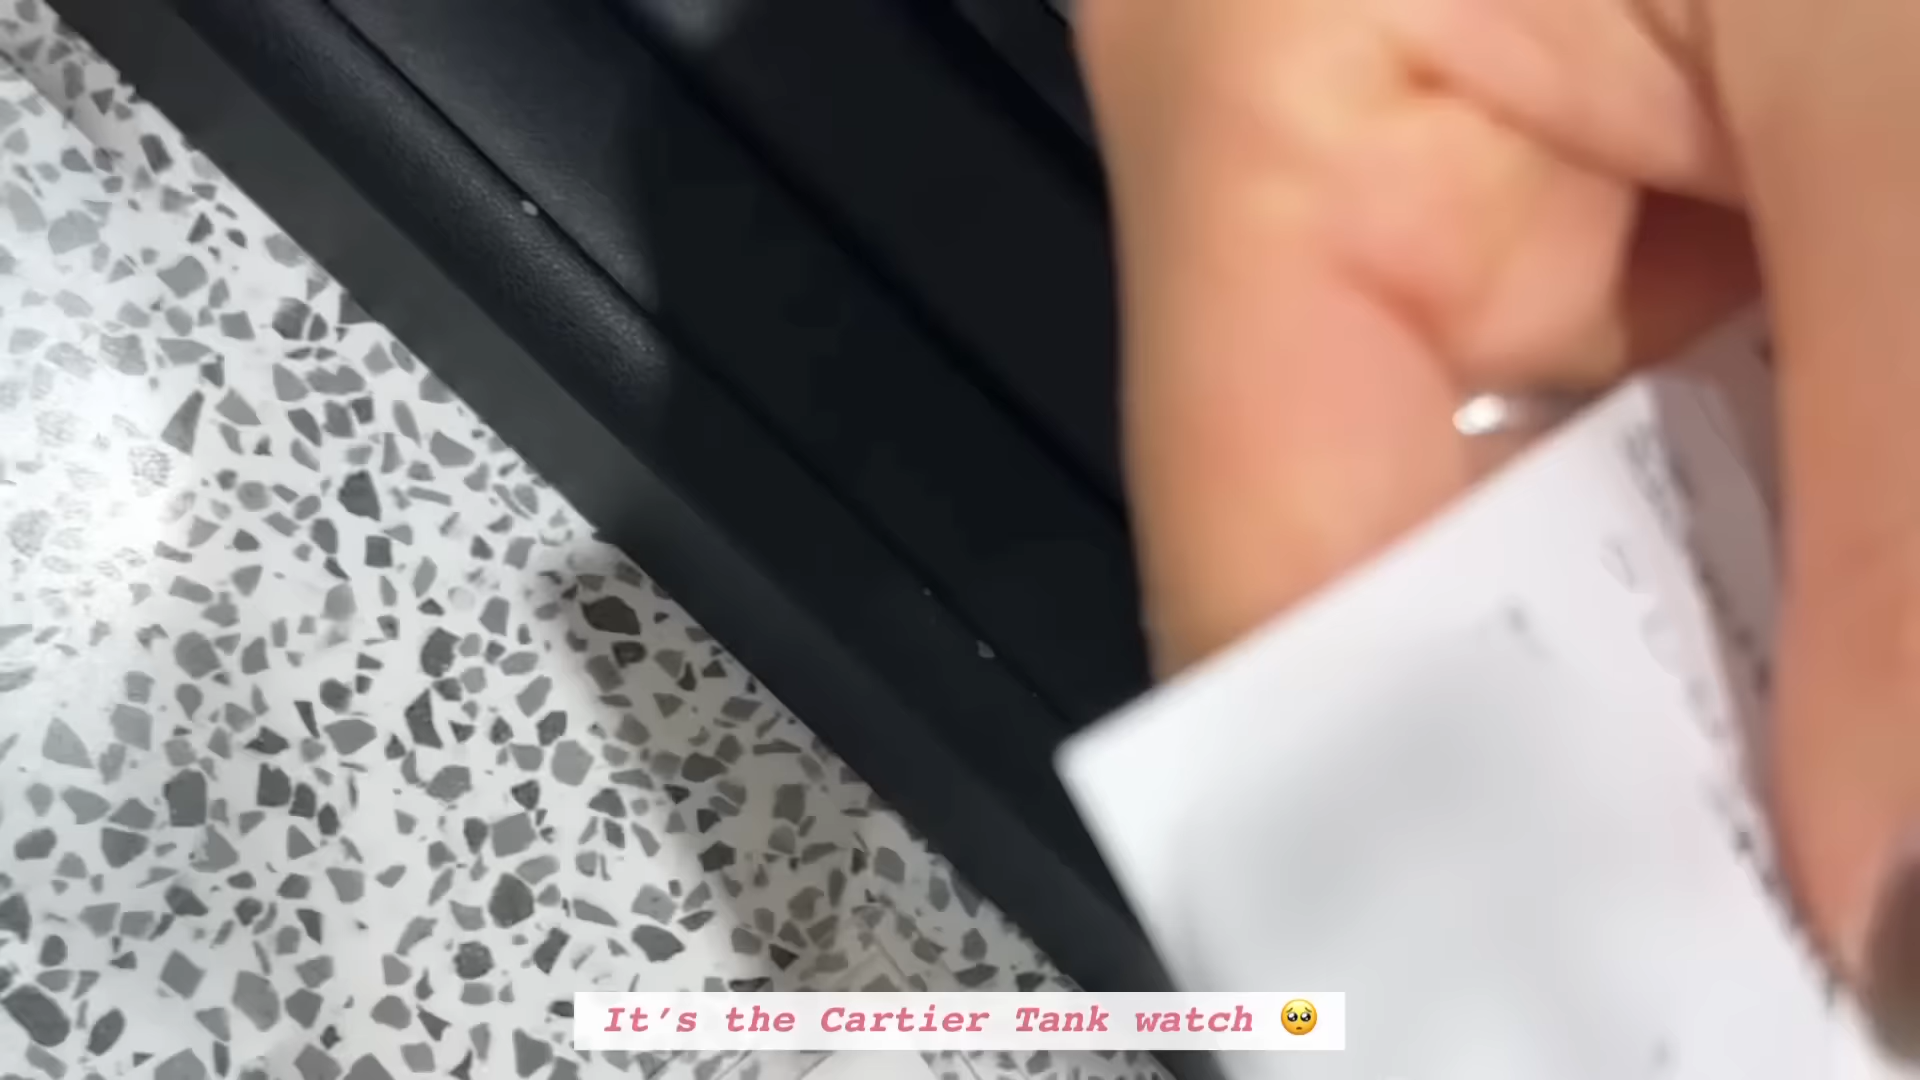 It's the Cartier Tank watch 🥺